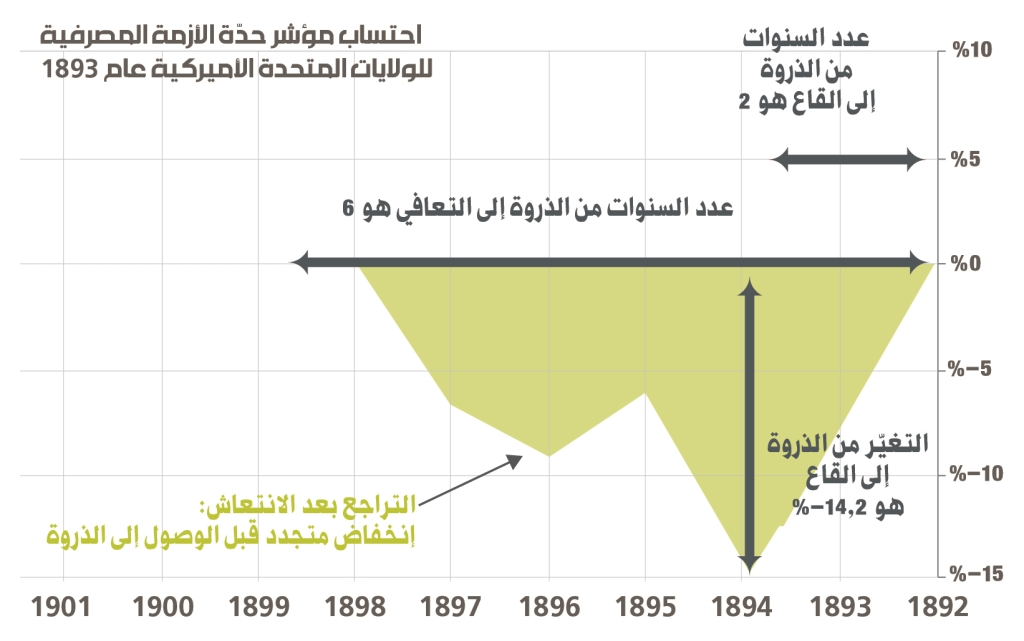 احتساب مؤشر حدّة الأزمة المصرفية
للولايات المتحدة الأميركية عام 1893
عدد السنوات
من الذروة
إلى القاع هو 2
عدد السنوات من الذروة إلى التعافي هو 6
التغيّر من الذروة
إلى القاع
هو 14,2–%
التراجع بعد الانتعاش:
إنخفاض متجدد قبل الوصول إلى الذروة
%10
%5
%0
%–5
%–10
%–15
1901 1900 1899 1898 1897 1896 1895 1894 1893 1892